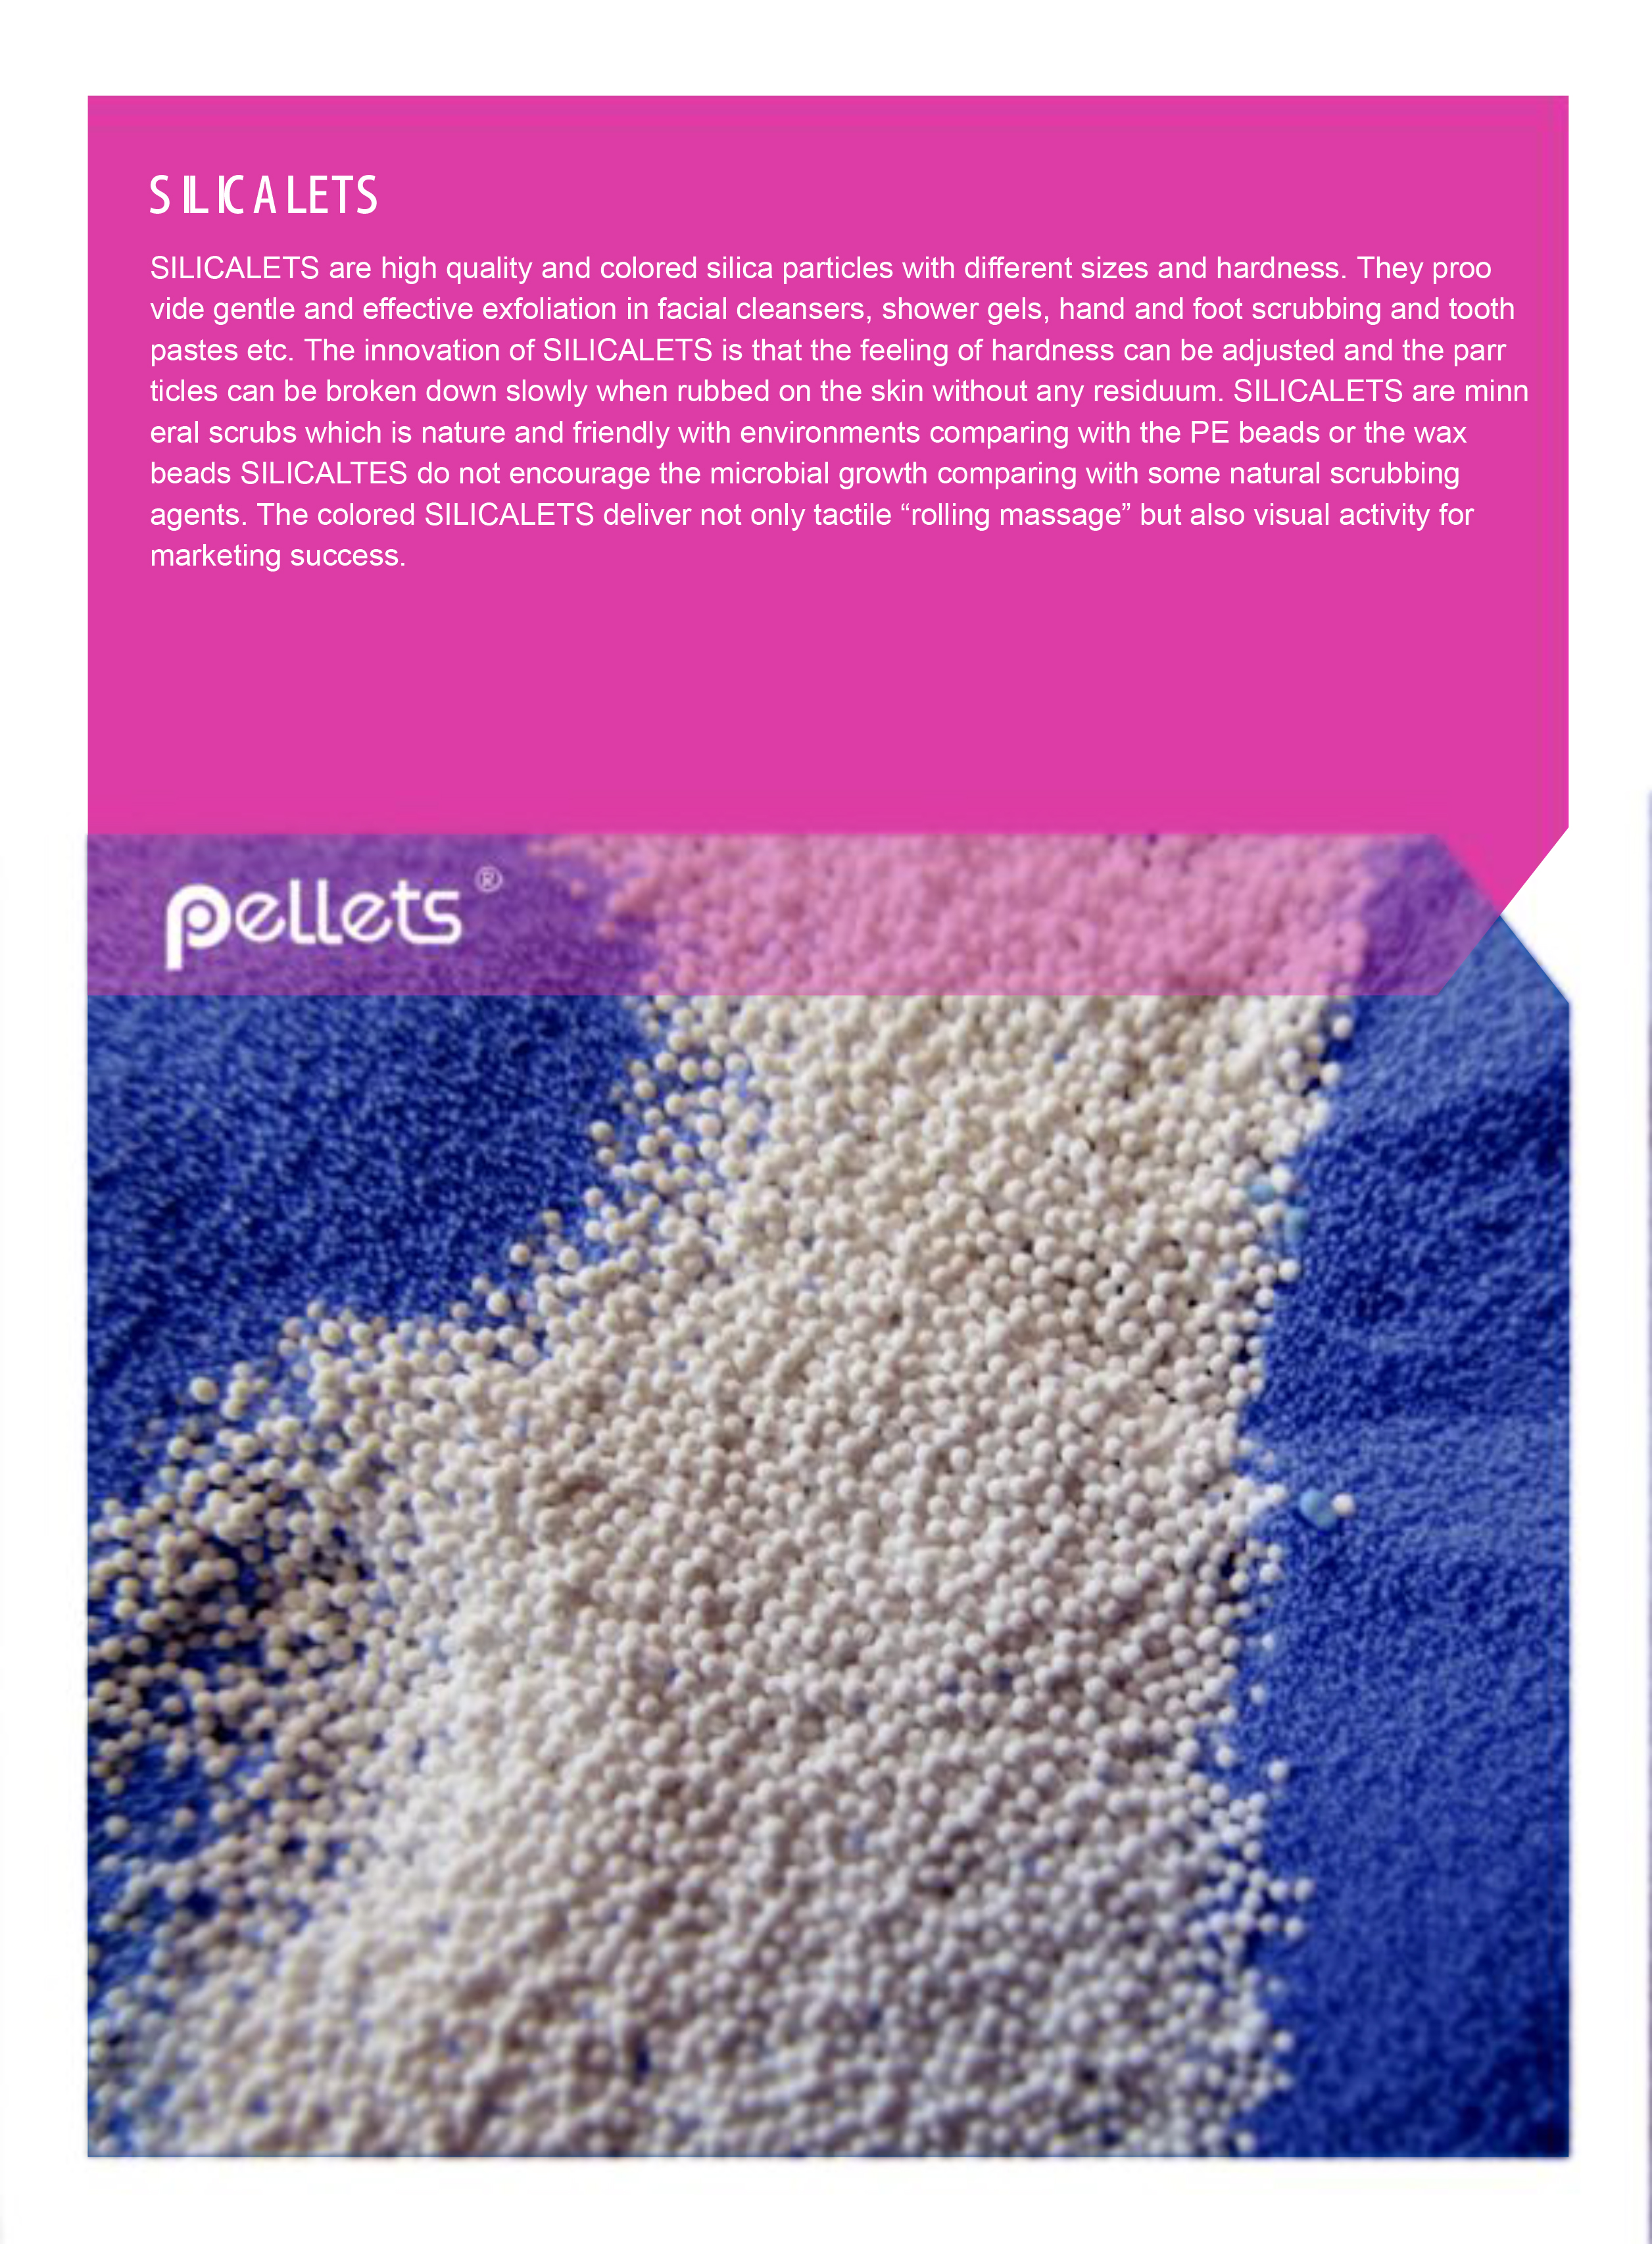 SILICALETS
SILICALETS are high quality and colored silica particles with different sizes and hardness. They proo
vide gentle and effective exfoliation in facial cleansers, shower gels, hand and foot scrubbing and tooth
pastes etc. The innovation of SILICALETS is that the feeling of hardness can be adjusted and the parr
ticles can be broken down slowly when rubbed on the skin without any residuum. SILICALETS are minn
eral scrubs which is nature and friendly with environments comparing with the PE beads or the wax
beads SILICALTES do not encourage the microbial growth comparing with some natural scrubbing
agents. The colored SILICALETS deliver not only tactile “rolling massage” but also visual activity for
marketing success.
pellets ®